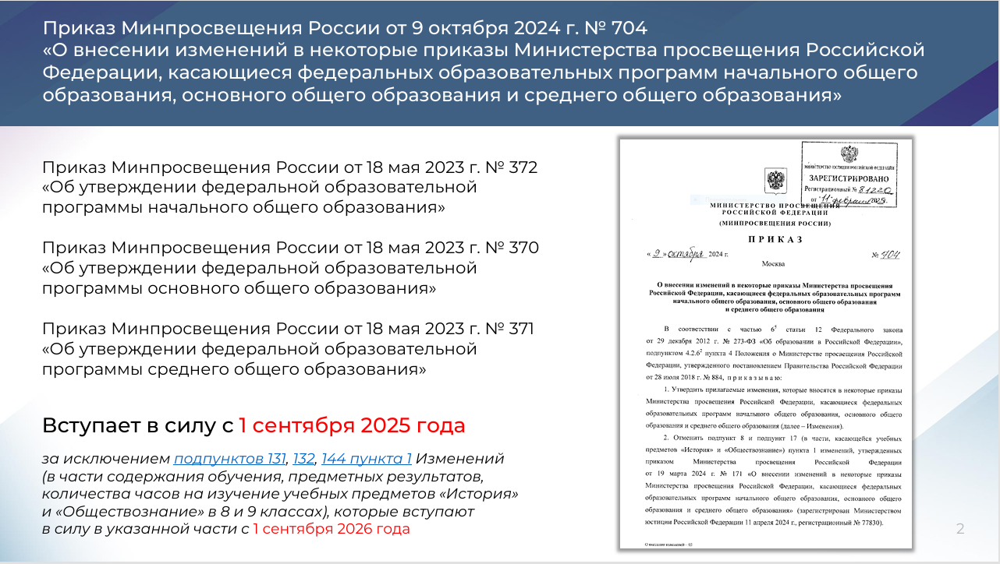 Приказ Минпросвещения России от 9 октября 2024 г. № 704
«О внесении изменений в некоторые приказы Министерства просвещения Российской
Федерации, касающиеся федеральных образовательных программ начального общего
образования, основного общего образования и среднего общего образования»
Приказ Минпросвещения России от 18 мая 2023 г. № 372
«Об утверждении федеральной образовательной
программы начального общего образования»
Приказ Минпросвещения России от 18 мая 2023 г. № 370
«Об утверждении федеральной образовательной
программы основного общего образования»
Приказ Минпросвещения России от 18 мая 2023 г. № 371
«Об утверждении федеральной образовательной
программы среднего общего образования»
Вступает в силу с 1 сентября 2025 года
за исключением подпунктов 131, 132, 144 пункта 1 Изменений
(в части содержания обучения, предметных результатов,
количества часов на изучение учебных предметов «История»
и «Обществознание» в 8 и 9 классах), которые вступают
в силу в указанной части с 1 сентября 2026 года
МИНИСТЕРСТВО ЮСТИЦИИ РОССИЙСКОЙ ФЕДЕРАЦИИ
ЗАРЕГИСТРИРОВАНО
Регистрационный № 81220
от "11" февраля 2025г.
МИНИСТЕРСТВО ПРОСВЕЩЕНИЯ
РОССИЙСКОЙ ФЕДЕРАЦИИ
(МИНПРОСВЕЩЕНИЯ РОССИИ)
ПРИКАЗ
« 9 » октября 2024 г. № 704
Москва
О внесении изменений в некоторые приказы Министерства просвещения
Российской Федерации, касающиеся федеральных образовательных программ
начального общего образования, основного общего образования
и среднего общего образования
В соответствии с частью 6⁵ статьи 12 Федерального закона
от 29 декабря 2012 г. № 273-ФЗ «Об образовании в Российской Федерации»,
подпунктом 4.2.6² пункта 4 Положения о Министерстве просвещения Российской
Федерации, утвержденного постановлением Правительства Российской Федерации
от 28 июля 2018 г. № 884, приказываю:
1. Утвердить прилагаемые изменения, которые вносятся в некоторые приказы
Министерства просвещения Российской Федерации, касающиеся федеральных
образовательных программ начального общего образования, основного общего
образования и среднего общего образования (далее – Изменения).
2. Отменить подпункт 8 и подпункт 17 (в части, касающейся учебных
предметов «История» и «Обществознание») пункта 1 изменений, утвержденных
приказом Министерства просвещения Российской Федерации
от 19 марта 2024 г. № 171 «О внесении изменений в некоторые приказы
Министерства просвещения Российской Федерации, касающиеся федеральных
образовательных программ начального общего образования, основного общего
образования и среднего общего образования» (зарегистрирован Министерством
юстиции Российской Федерации 11 апреля 2024 г., регистрационный № 77830).
О внесении изменений - 03
2